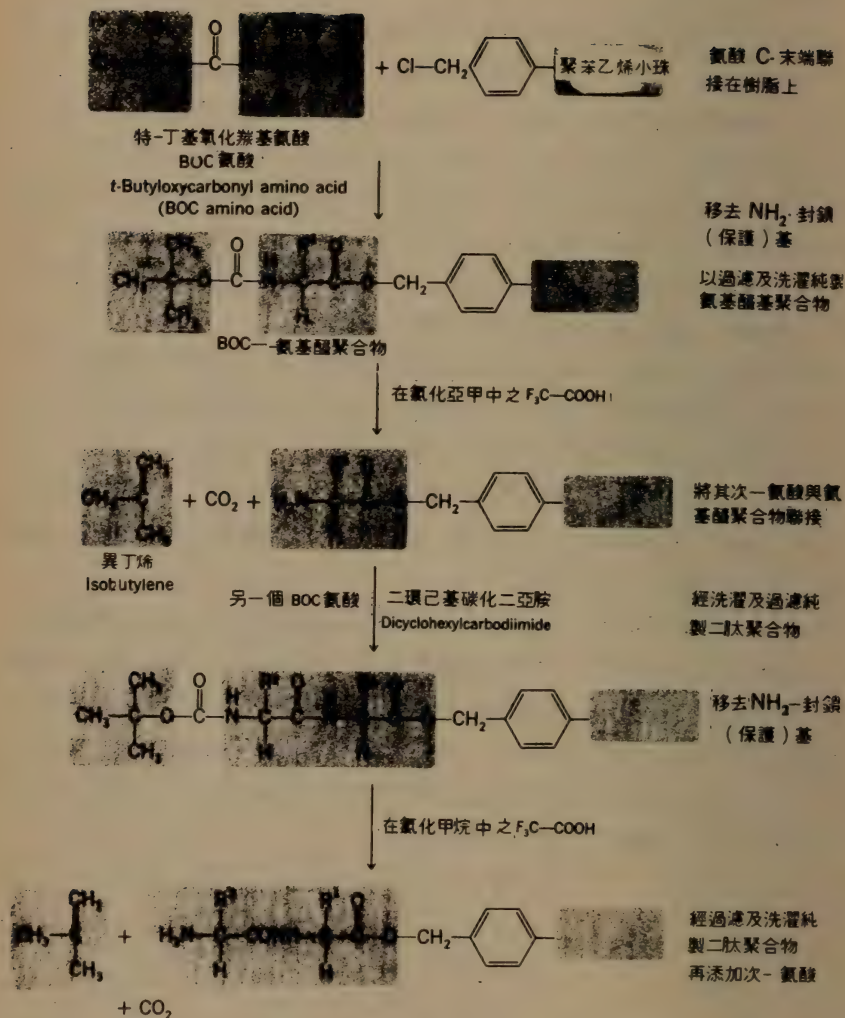 O
C
+ Cl—CH₂
聚苯乙烯小珠
氨酸 C-末端聯
接在樹脂上
特-丁基氧化羰基氨酸
BOC 氨酸
t-Butyloxycarbonyl amino acid
(BOC amino acid)
移去 NH₂-封鎖
(保護)基
以過濾及洗濯純製
氨基醯基聚合物
CH₃
O
CH₃—C—O—C—N
H
O—CH₂
CH₃
H
BOC—氨基醯聚合物
在氯化亞甲中之 F₃C—COOH
CH₃
CH₃—C
CH₃
+ CO₂ +
H₂N
CH₂
將其次一氨酸與氨
基醯聚合物聯接
異丁烯
Isobutylene
另一個 BOC 氨酸
二環己基碳化二亞胺
Dicyclohexylcarbodiimide
經洗濯及過濾純
製二肽聚合物
CH₃
O
H
CH₃—C—O—C—N
CH₂
CH₃
H
移去NH₂-封鎖
(保護)基
在氯化甲烷中之F₃C—COOH
CH₃
R²
R¹
O
CH₃—C
+
H₂N—C—CONH—C—C—O—CH₂
CH₃
H
H
經過濾及洗濯純
製二肽聚合物
再添加次一氨酸
+ CO₂